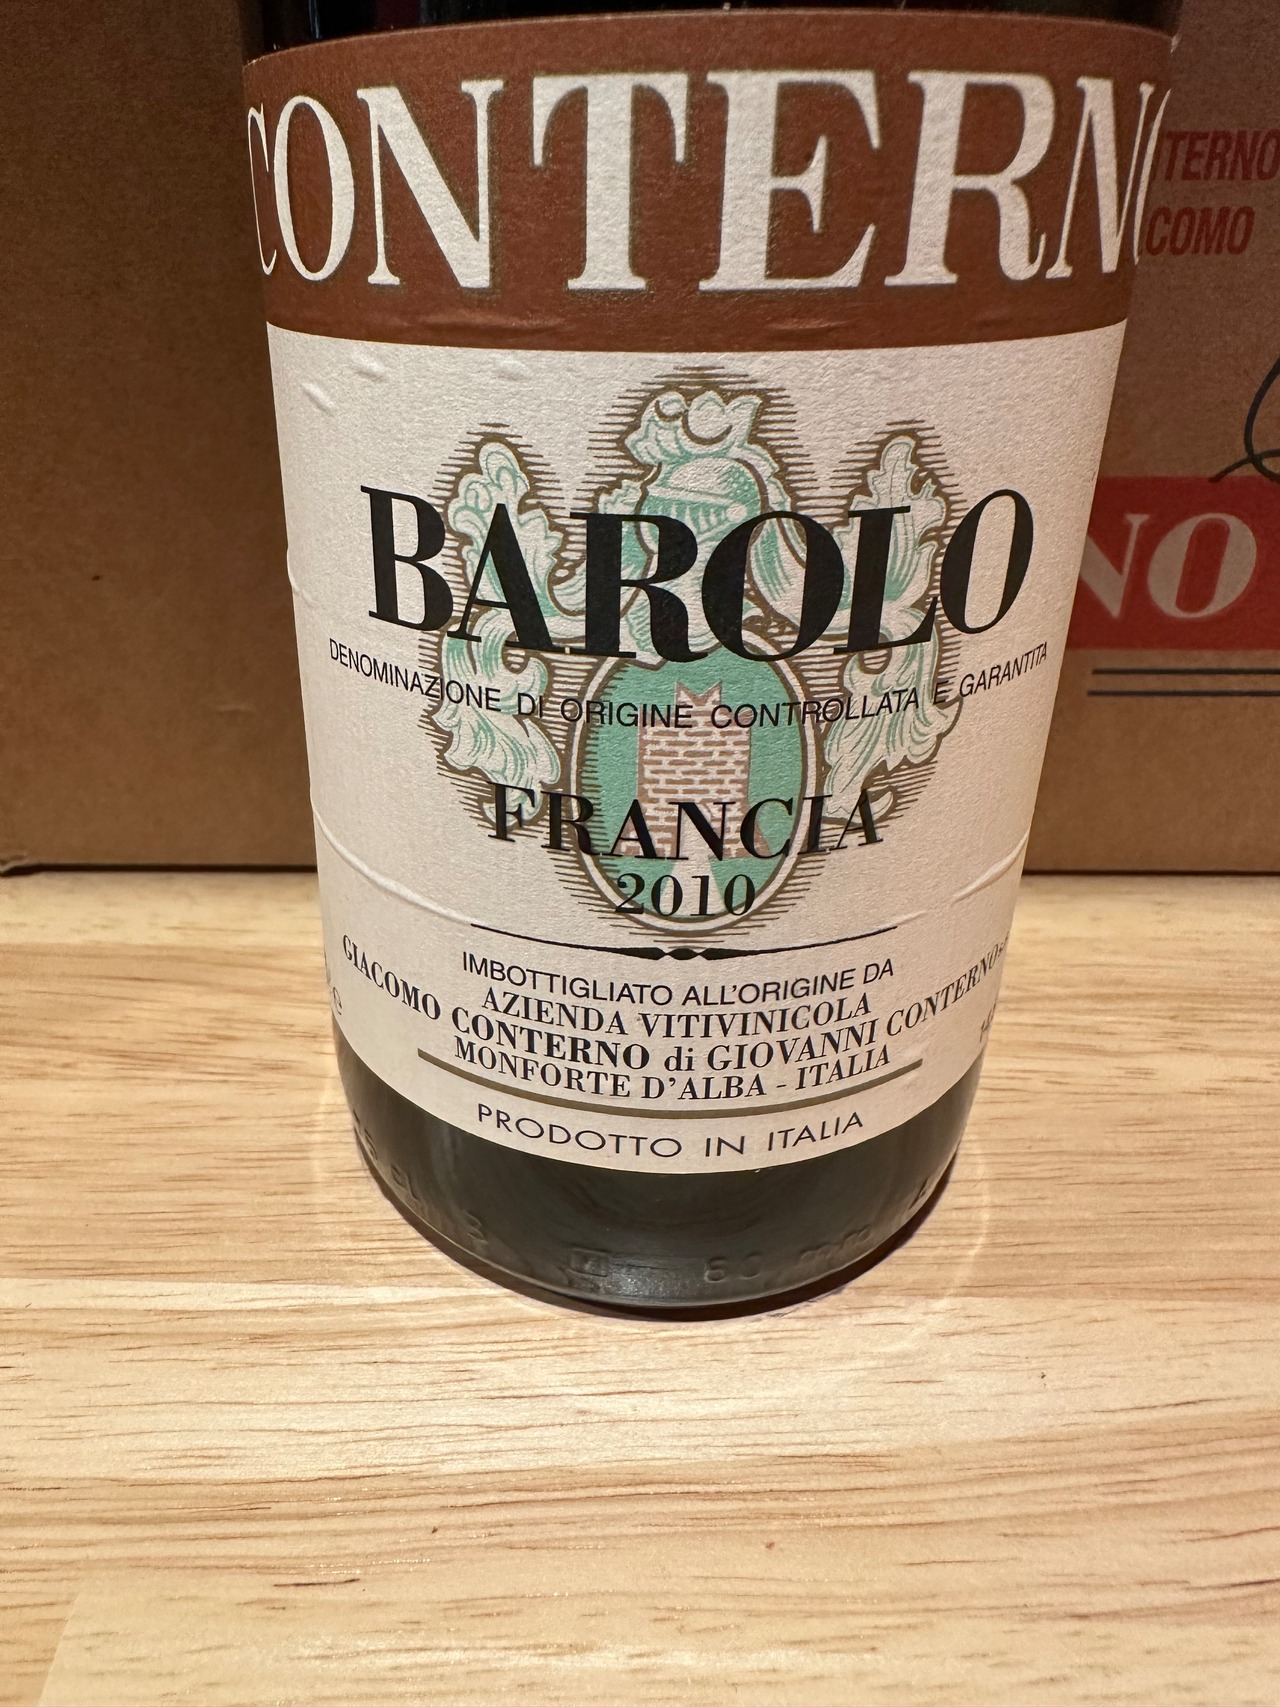 CONTERNO
TERNO
COMO
NO
BAROLO
DENOMINAZIONE DI ORIGINE CONTROLLATA E GARANTITA
FRANCIA
2010
IMBOTTIGLIATO ALL'ORIGINE DA
AZIENDA VITIVINICOLA
GIACOMO CONTERNO di GIOVANNI CONTERNO
MONFORTE D'ALBA - ITALIA
PRODOTTO IN ITALIA